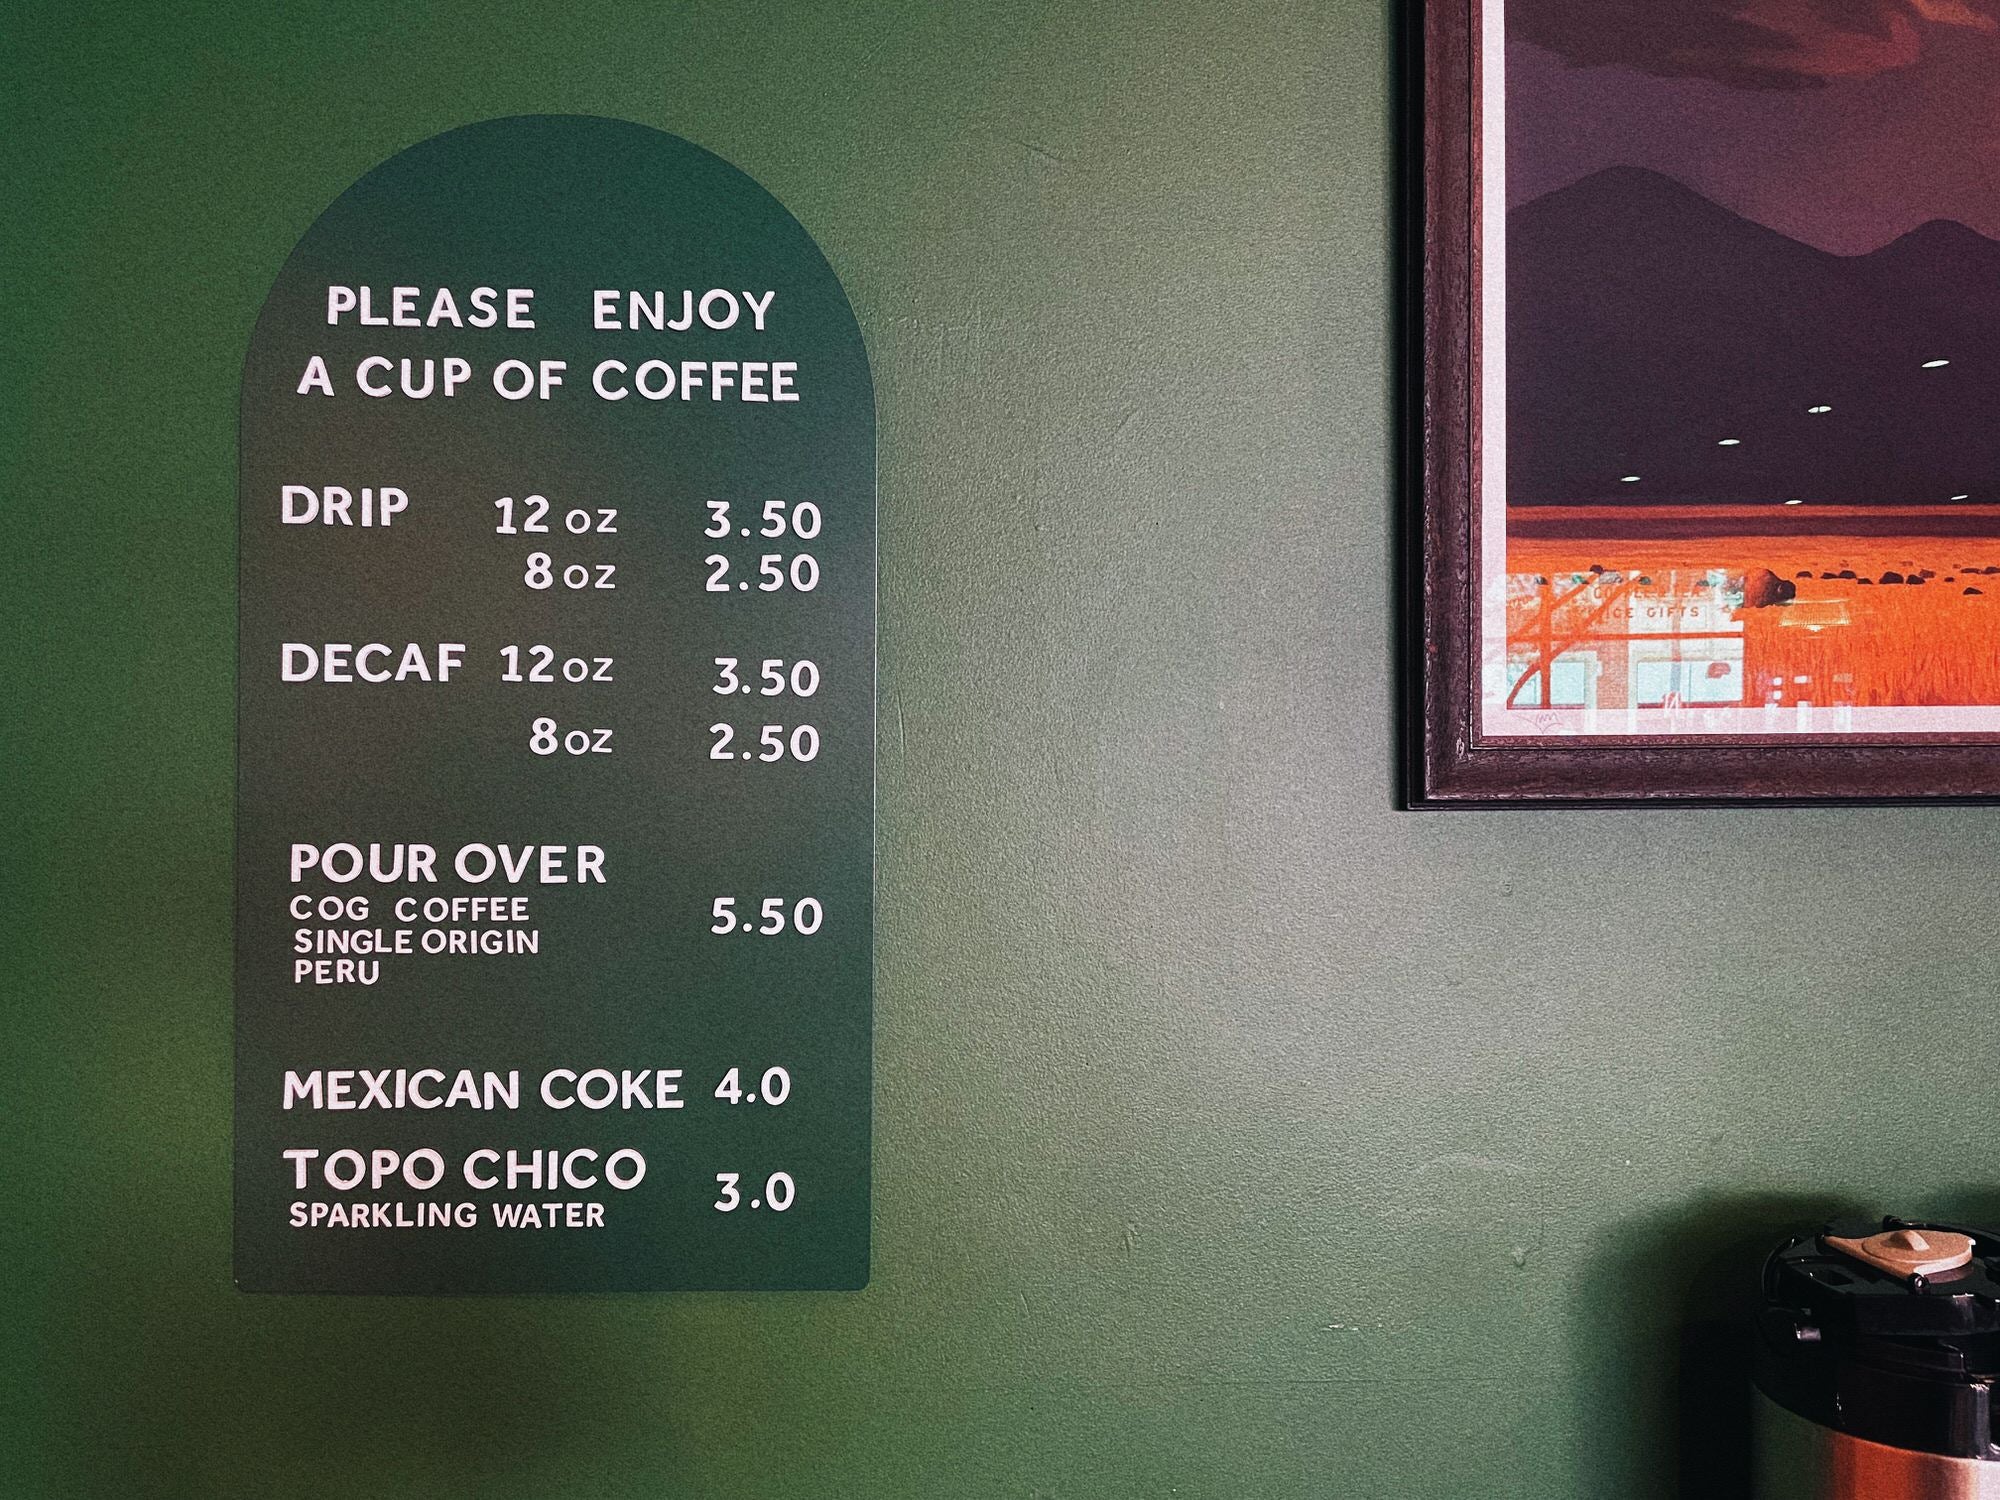 PLEASE ENJOY
A CUP OF COFFEE
DRIP 12 oz 3.50
8 oz 2.50
DECAF 12 oz 3.50
8 oz 2.50
POUR OVER
COG COFFEE 5.50
SINGLE ORIGIN
PERU
MEXICAN COKE 4.0
TOPO CHICO 3.0
SPARKLING WATER
GIFTS